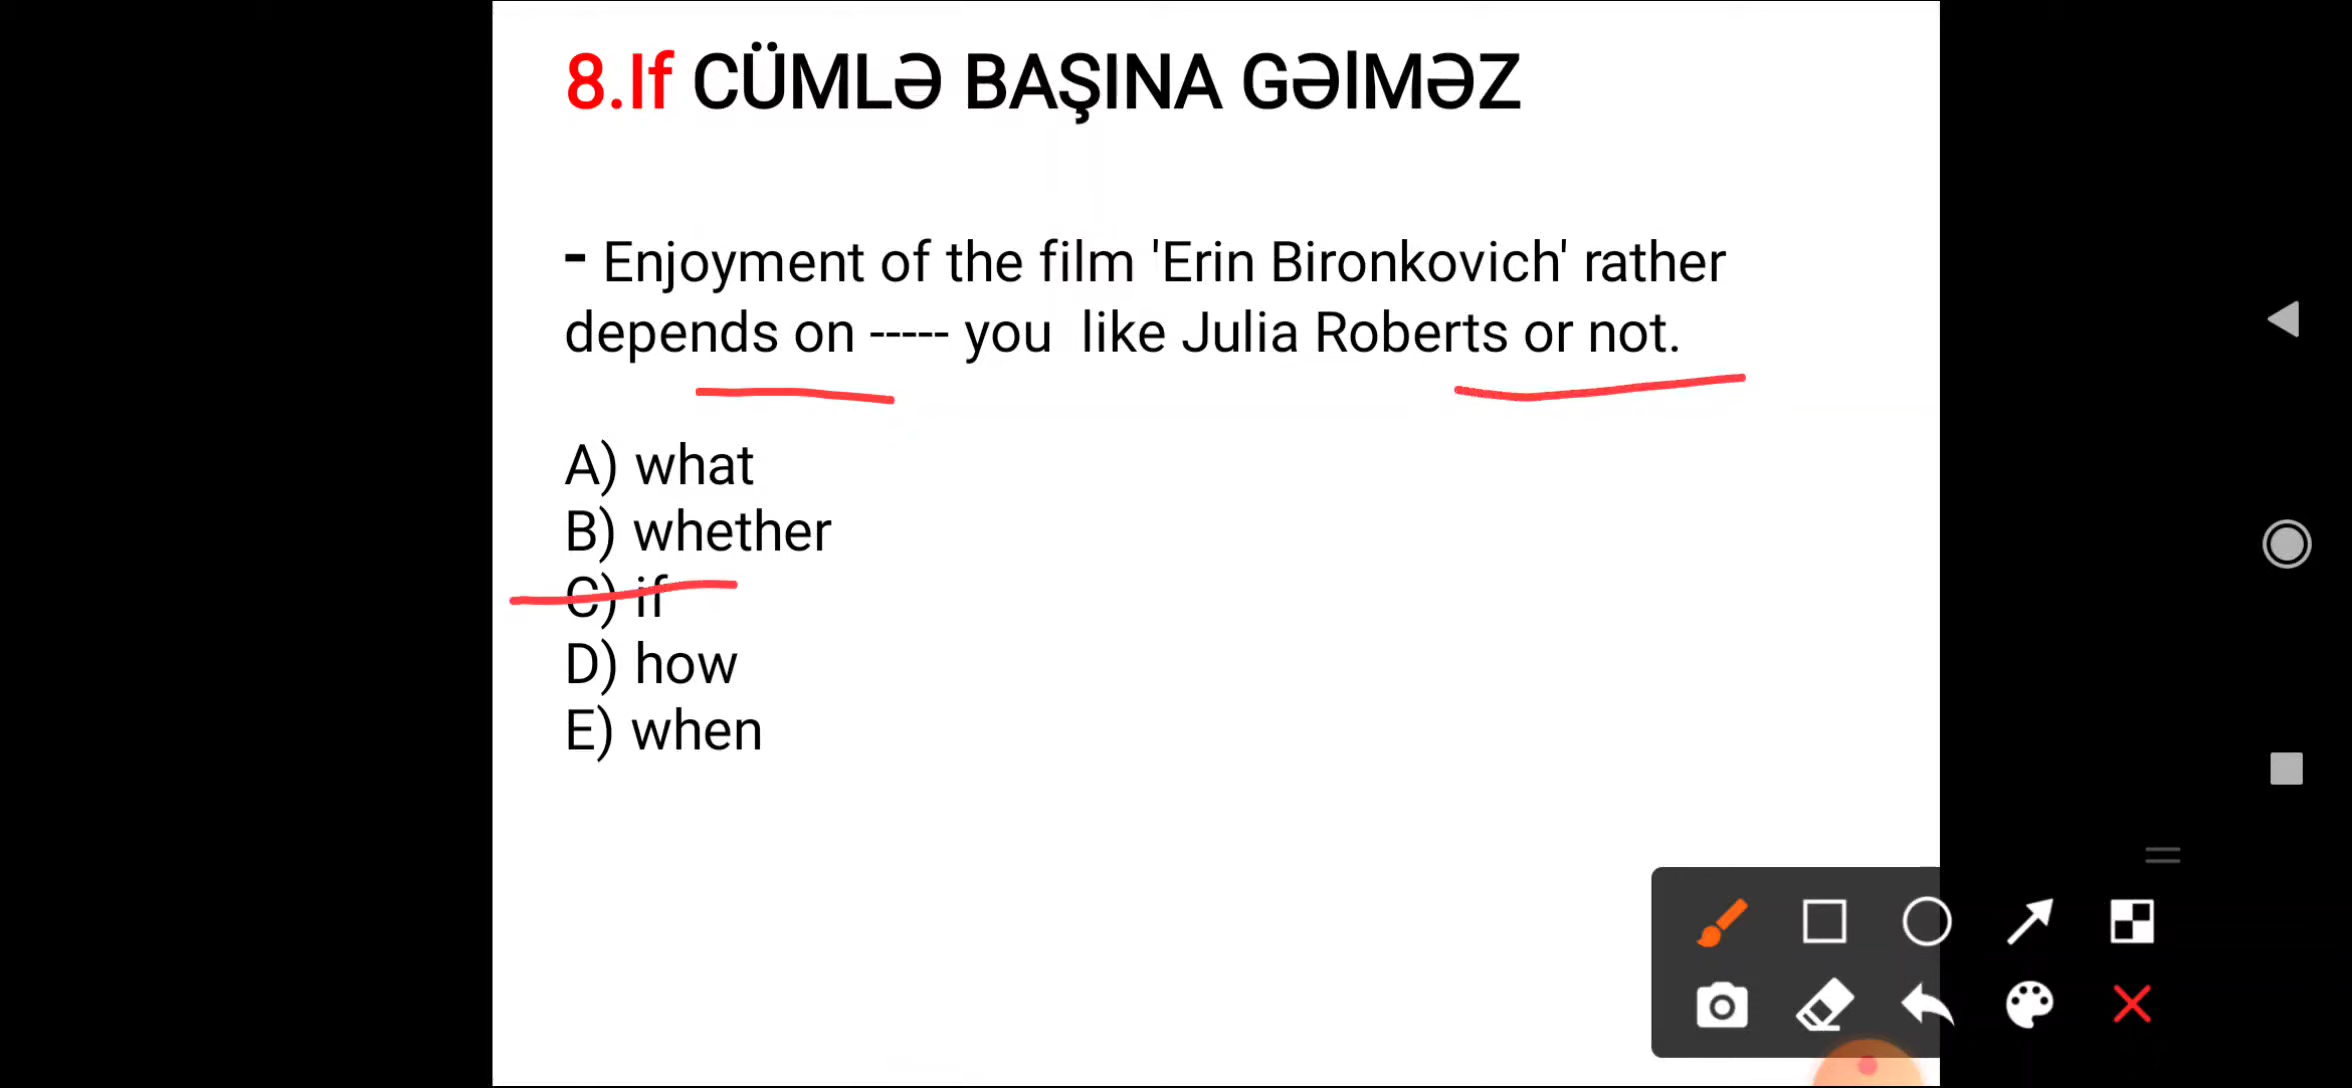 8.If CÜMLƏ BAŞINA GƏlMƏZ
- Enjoyment of the film 'Erin Bironkovich' rather
depends on ----- you like Julia Roberts or not.
A) what
B) whether
C) if
D) how
E) when